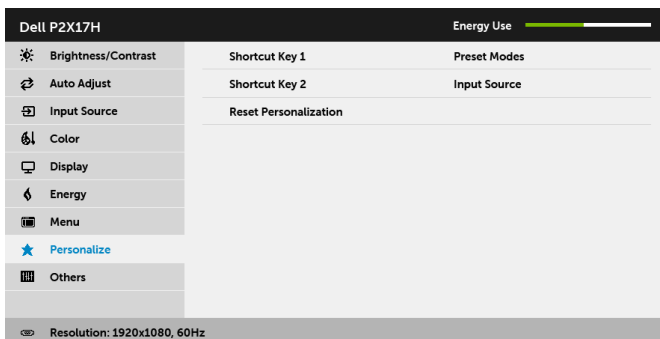 Dell P2X17H Energy Use
Brightness/Contrast Shortcut Key 1 Preset Modes
Auto Adjust Shortcut Key 2 Input Source
Input Source Reset Personalization
Color
Display
Energy
Menu
Personalize
Others
Resolution: 1920x1080, 60Hz